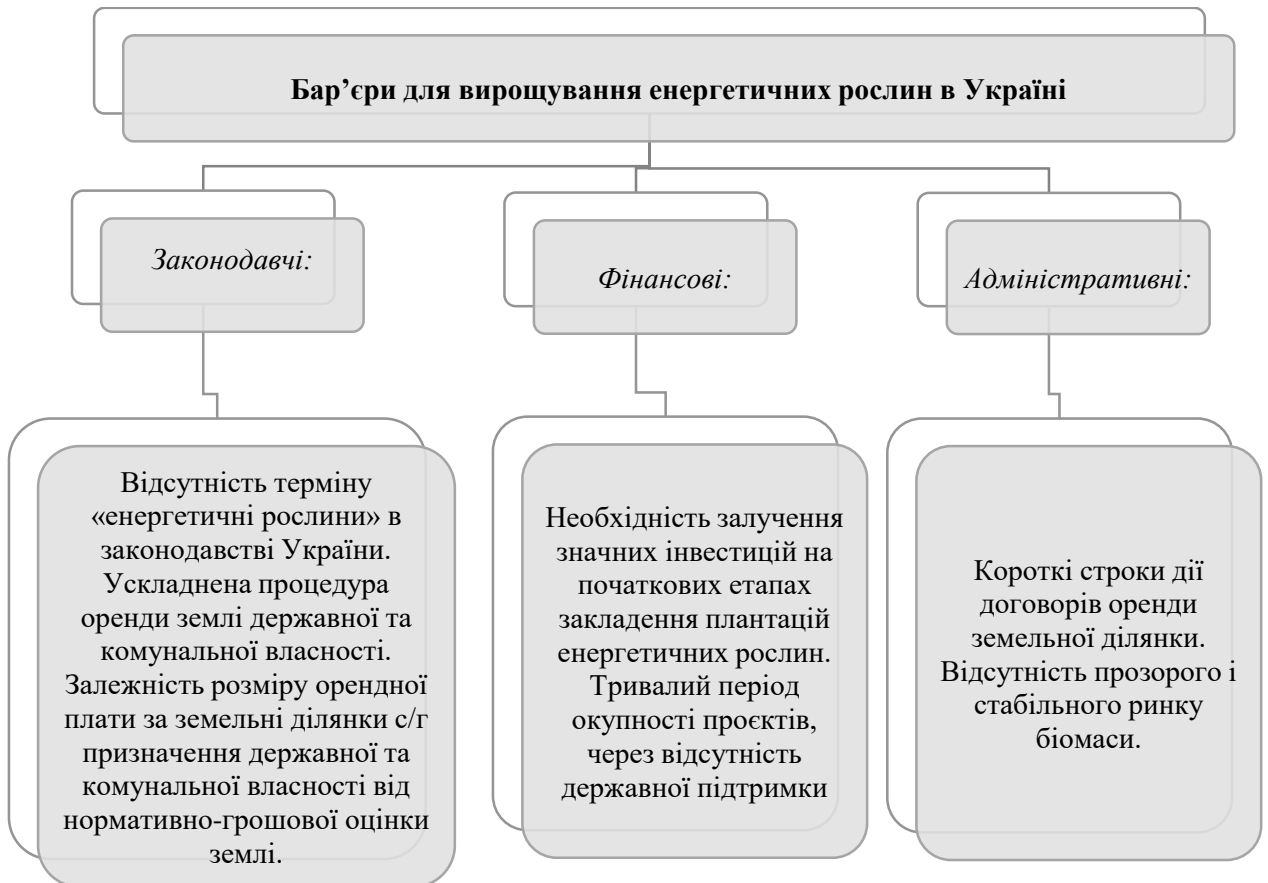 Бар’єри для вирощування енергетичних рослин в Україні
Законодавчі:
Фінансові:
Адміністративні:
Відсутність терміну
«енергетичні рослини» в
законодавстві України.
Ускладнена процедура
оренди землі державної та
комунальної власності.
Залежність розміру орендної
плати за земельні ділянки с/г
призначення державної та
комунальної власності від
нормативно-грошової оцінки
землі.
Необхідність залучення
значних інвестицій на
початкових етапах
закладення плантацій
енергетичних рослин.
Тривалий період
окупності проєктів,
через відсутність
державної підтримки
Короткі строки дії
договорів оренди
земельної ділянки.
Відсутність прозорого і
стабільного ринку
біомаси.